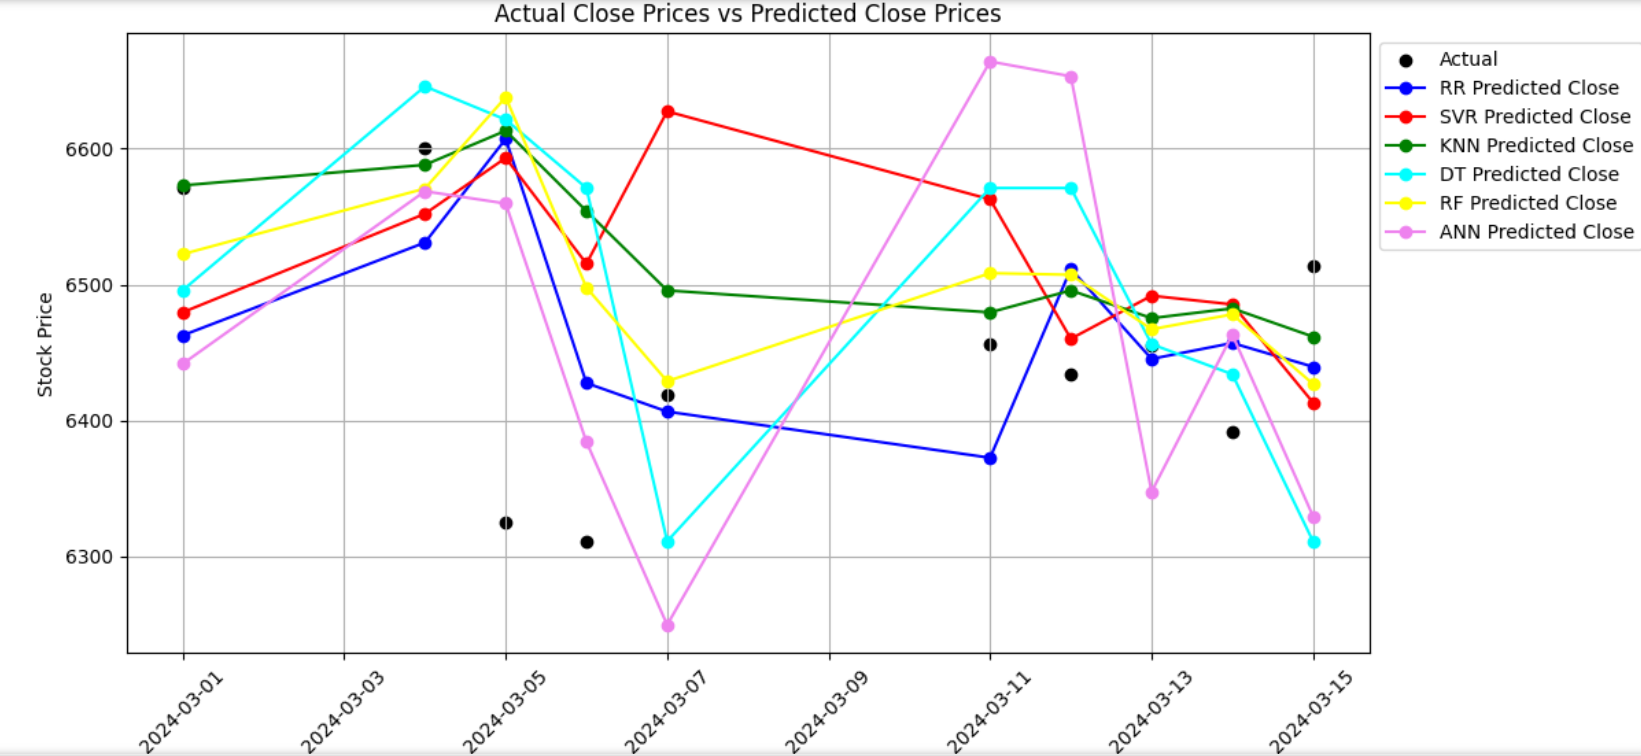 Actual Close Prices vs Predicted Close Prices
Actual
RR Predicted Close
SVR Predicted Close
KNN Predicted Close
DT Predicted Close
RF Predicted Close
ANN Predicted Close
Stock Price
6600
6500
6400
6300
2024-03-01
2024-03-03
2024-03-05
2024-03-07
2024-03-09
2024-03-11
2024-03-13
2024-03-15